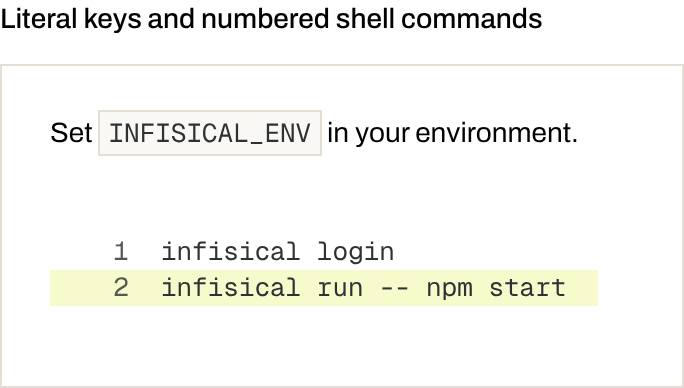 Literal keys and numbered shell commands
Set INFISICAL_ENV in your environment.
1 infisical login
2 infisical run -- npm start